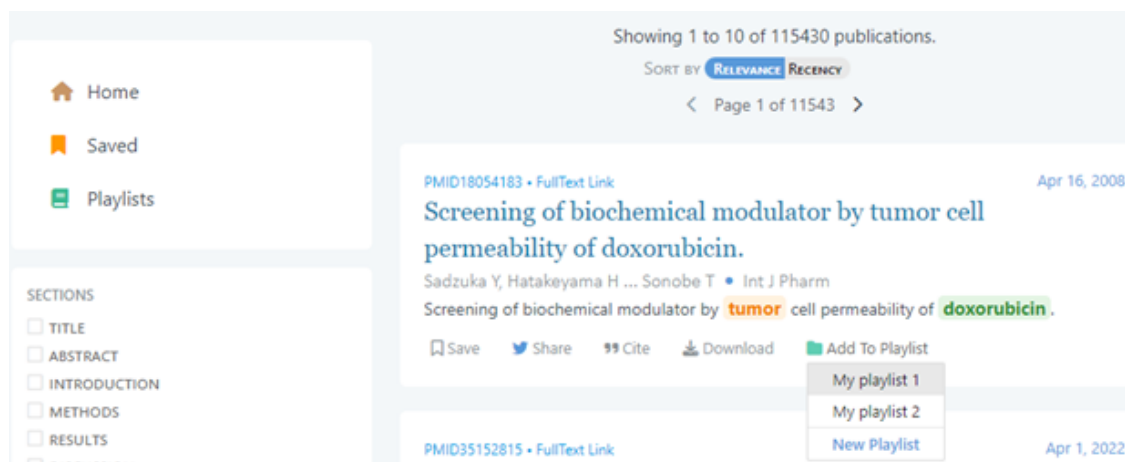 Showing 1 to 10 of 115430 publications.
SORT BY RELEVANCE RECENCY
Page 1 of 11543
Home
Saved
Playlists
SECTIONS
TITLE
ABSTRACT
INTRODUCTION
METHODS
RESULTS
PMID18054183 • FullText Link Apr 16, 2008
Screening of biochemical modulator by tumor cell
permeability of doxorubicin.
Sadzuka Y, Hatakeyama H ... Sonobe T • Int J Pharm
Screening of biochemical modulator by tumor cell permeability of doxorubicin.
Save Share Cite Download Add To Playlist
My playlist 1
My playlist 2
New Playlist
PMID35152815 • FullText Link Apr 1, 2022